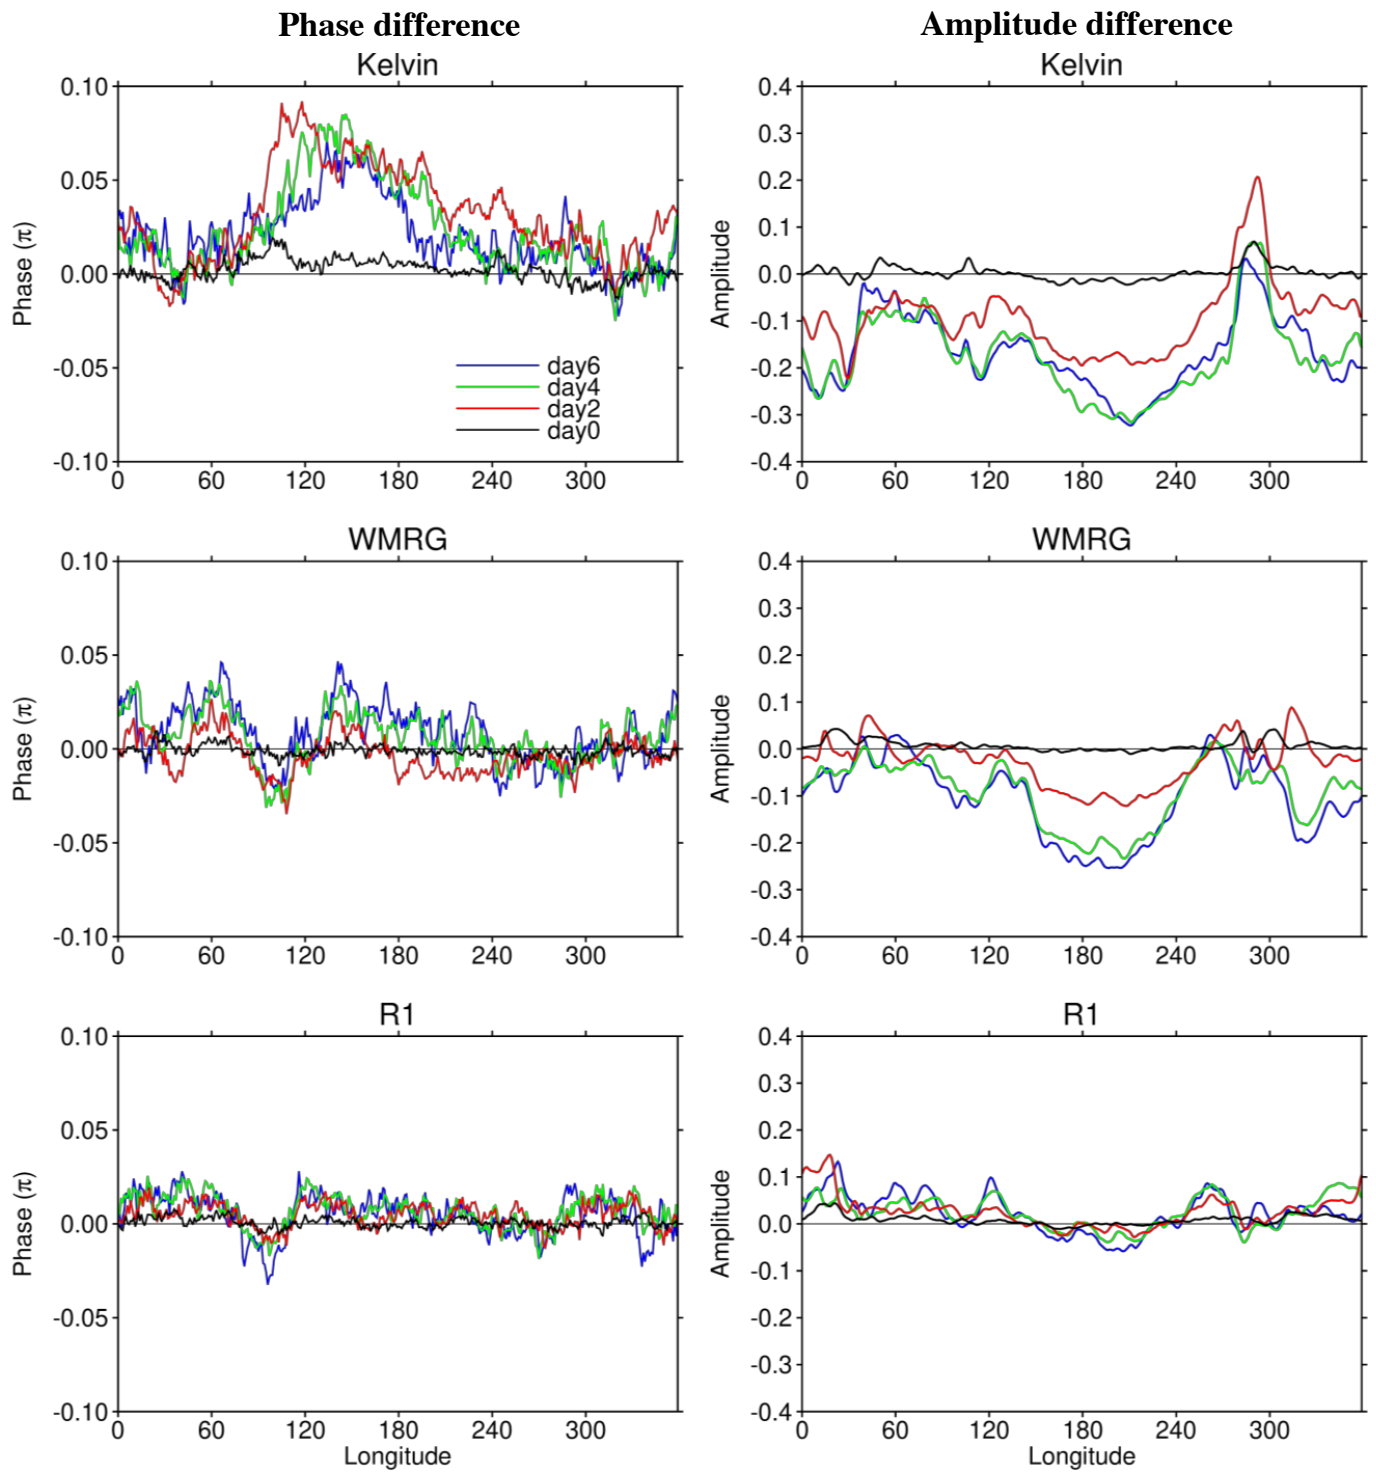 Phase difference
Amplitude difference
Kelvin
Kelvin
0.10
0.05
0.00
-0.05
-0.10
Phase (π)
day6
day4
day2
day0
0 60 120 180 240 300
0.4
0.3
0.2
0.1
0.0
-0.1
-0.2
-0.3
-0.4
Amplitude
0 60 120 180 240 300
WMRG
WMRG
0.10
0.05
0.00
-0.05
-0.10
Phase (π)
0 60 120 180 240 300
0.4
0.3
0.2
0.1
0.0
-0.1
-0.2
-0.3
-0.4
Amplitude
0 60 120 180 240 300
R1
R1
0.10
0.05
0.00
-0.05
-0.10
Phase (π)
0 60 120 180 240 300
Longitude
0.4
0.3
0.2
0.1
0.0
-0.1
-0.2
-0.3
-0.4
Amplitude
0 60 120 180 240 300
Longitude